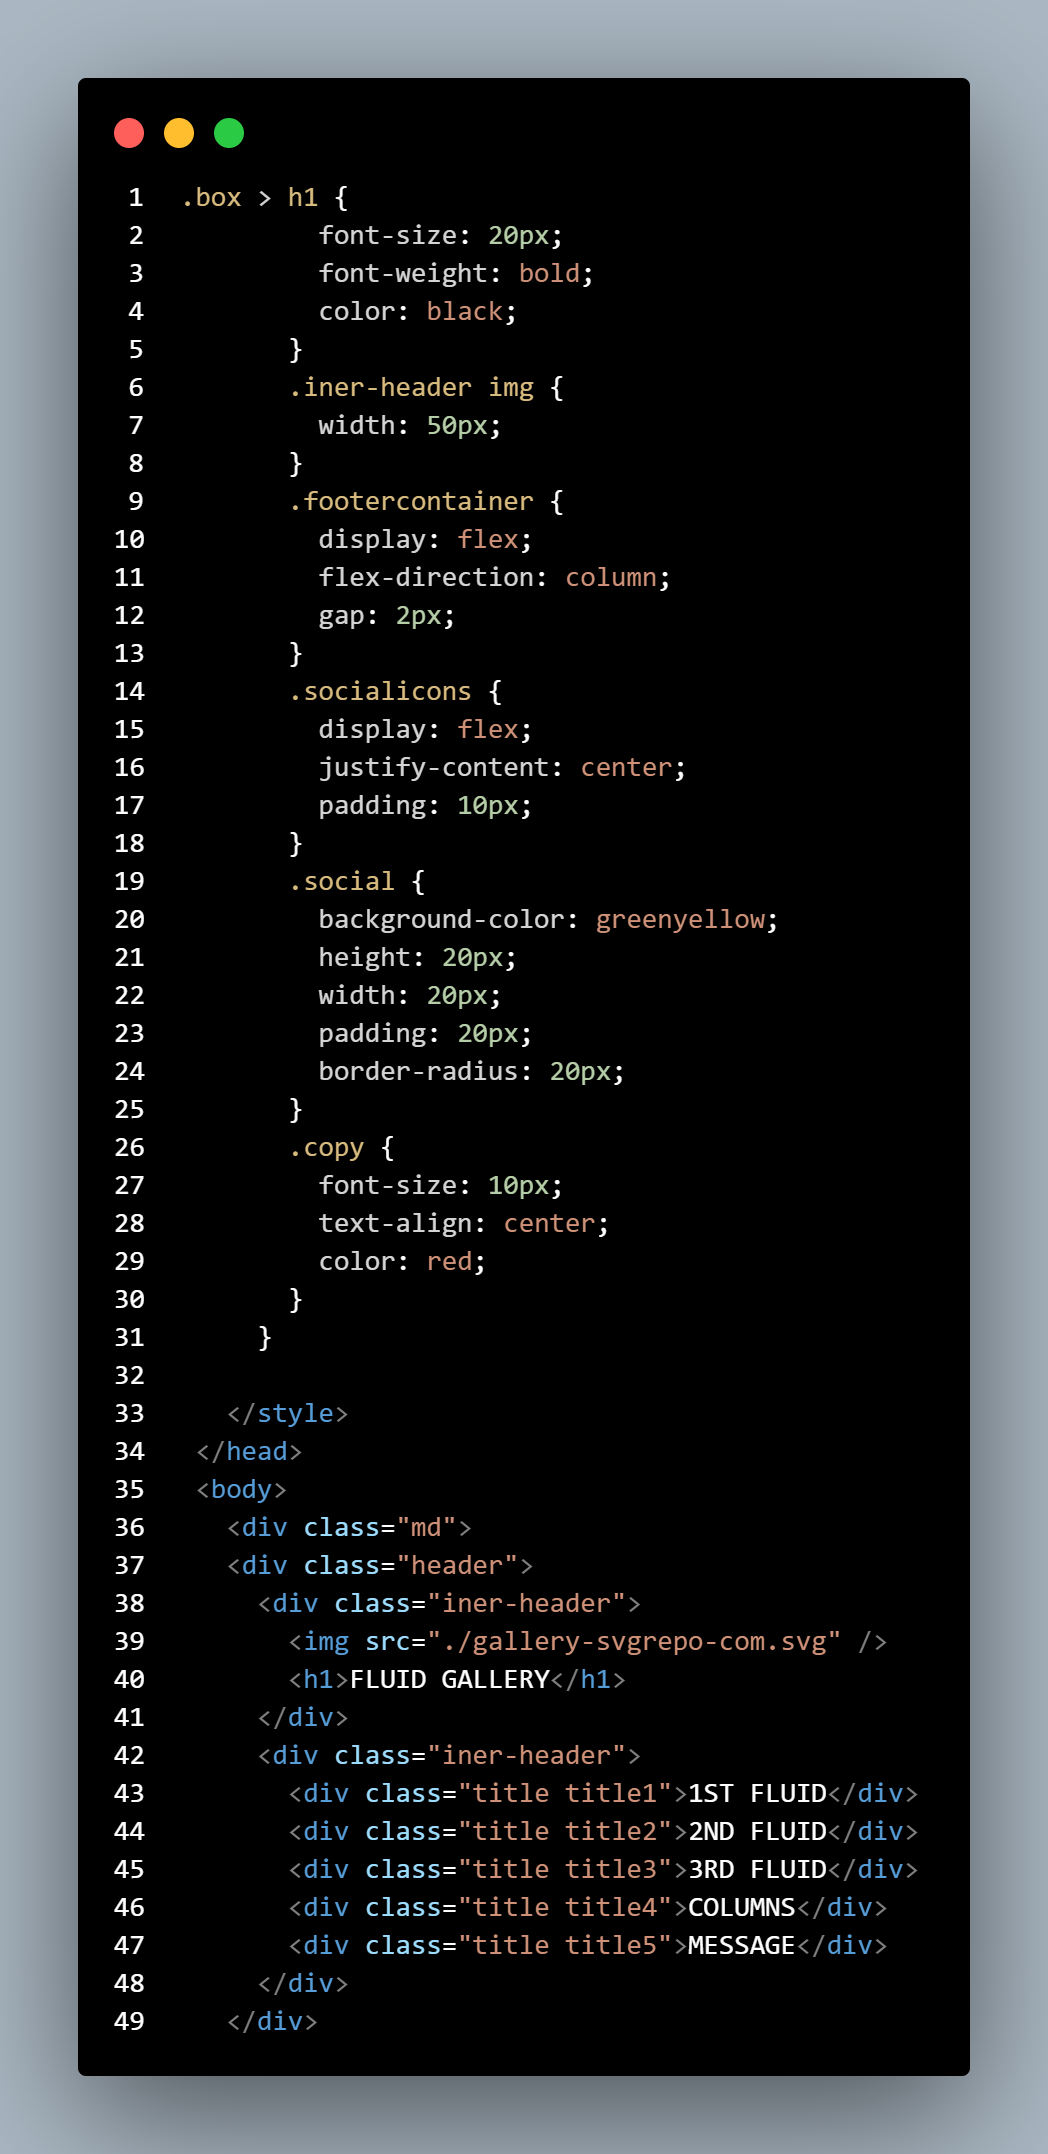 1 .box > h1 {
2 font-size: 20px;
3 font-weight: bold;
4 color: black;
5 }
6 .iner-header img {
7 width: 50px;
8 }
9 .footercontainer {
10 display: flex;
11 flex-direction: column;
12 gap: 2px;
13 }
14 .socialicons {
15 display: flex;
16 justify-content: center;
17 padding: 10px;
18 }
19 .social {
20 background-color: greenyellow;
21 height: 20px;
22 width: 20px;
23 padding: 20px;
24 border-radius: 20px;
25 }
26 .copy {
27 font-size: 10px;
28 text-align: center;
29 color: red;
30 }
31 }
32
33 </style>
34 </head>
35 <body>
36 <div class="md">
37 <div class="header">
38 <div class="iner-header">
39 <img src="./gallery-svgrepo-com.svg" />
40 <h1>FLUID GALLERY</h1>
41 </div>
42 <div class="iner-header">
43 <div class="title title1">1ST FLUID</div>
44 <div class="title title2">2ND FLUID</div>
45 <div class="title title3">3RD FLUID</div>
46 <div class="title title4">COLUMNS</div>
47 <div class="title title5">MESSAGE</div>
48 </div>
49 </div>